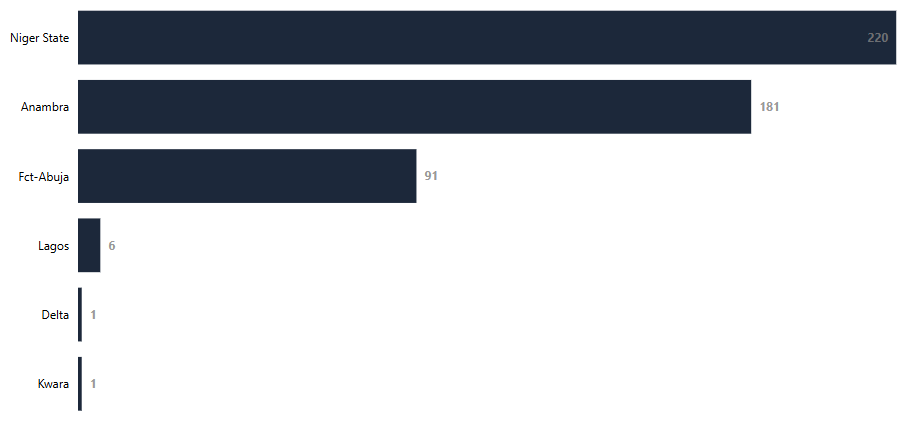 Niger State 220
Anambra 181
Fct-Abuja 91
Lagos 6
Delta 1
Kwara 1